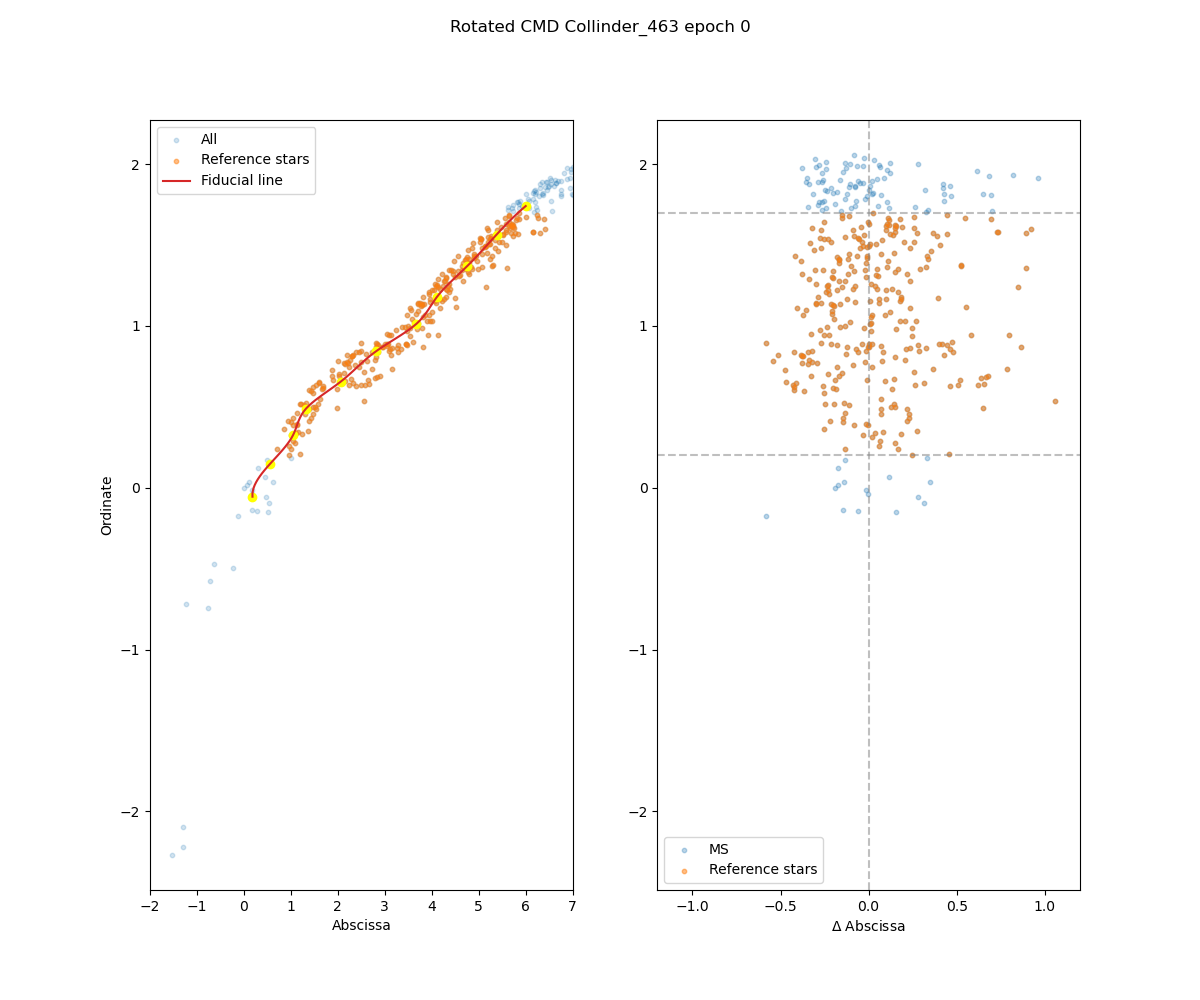 Rotated CMD Collinder_463 epoch 0
All
Reference stars
Fiducial line
2
1
0
−1
−2
Ordinate
−2 −1 0 1 2 3 4 5 6 7
Abscissa
2
1
0
−1
−2
MS
Reference stars
−1.0 −0.5 0.0 0.5 1.0
Δ Abscissa